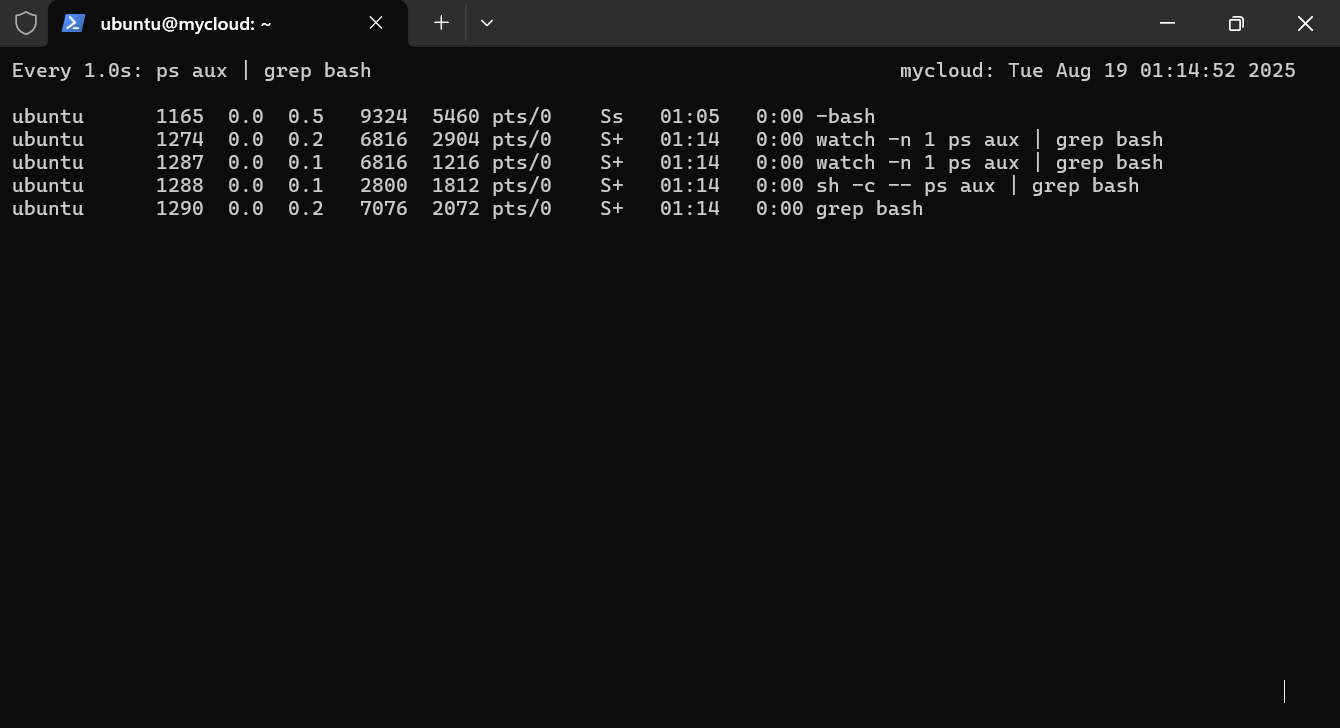 ubuntu@mycloud: ~
Every 1.0s: ps aux | grep bash                                            mycloud: Tue Aug 19 01:14:52 2025
ubuntu      1165  0.0  0.5   9324  5460 pts/0    Ss   01:05   0:00 -bash
ubuntu      1274  0.0  0.2   6816  2904 pts/0    S+   01:14   0:00 watch -n 1 ps aux | grep bash
ubuntu      1287  0.0  0.1   6816  1216 pts/0    S+   01:14   0:00 watch -n 1 ps aux | grep bash
ubuntu      1288  0.0  0.1   2800  1812 pts/0    S+   01:14   0:00 sh -c -- ps aux | grep bash
ubuntu      1290  0.0  0.2   7076  2072 pts/0    S+   01:14   0:00 grep bash